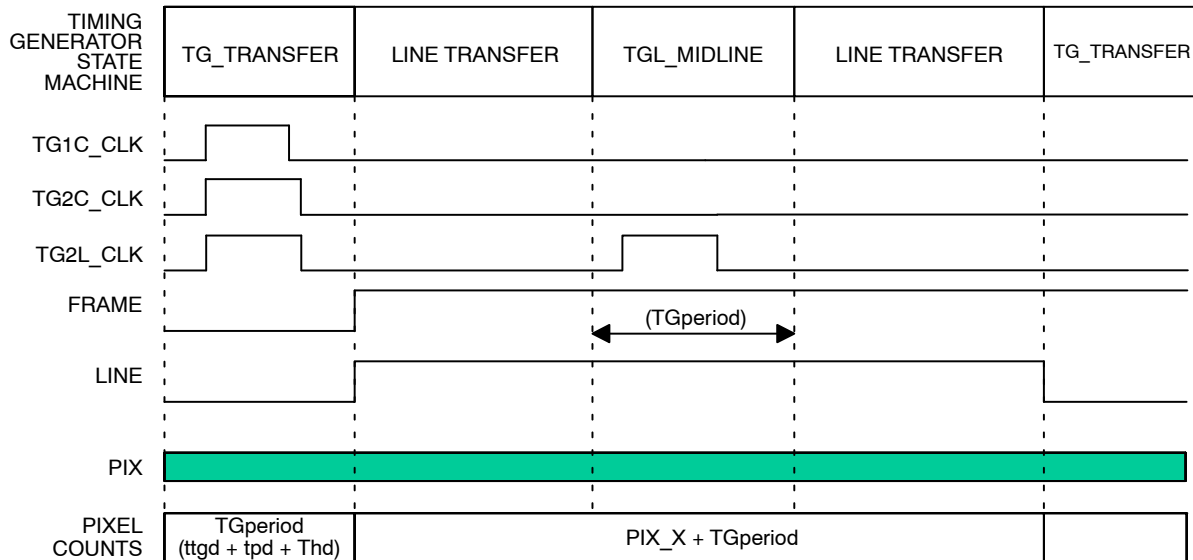 TIMING
GENERATOR
STATE
MACHINE
TG_TRANSFER
LINE TRANSFER
TGL_MIDLINE
LINE TRANSFER
TG_TRANSFER
TG1C_CLK
TG2C_CLK
TG2L_CLK
FRAME
(TGperiod)
LINE
PIX
PIXEL
COUNTS
TGperiod
(ttgd + tpd + Thd)
PIX_X + TGperiod